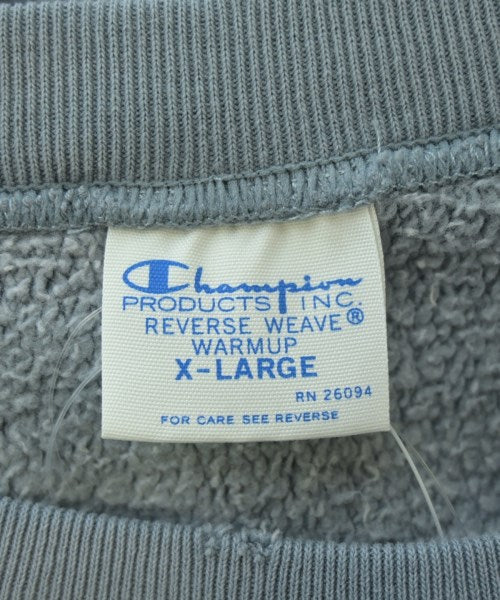 Champion
PRODUCTS INC.
REVERSE WEAVE®
WARMUP
X-LARGE
RN 26094
FOR CARE SEE REVERSE